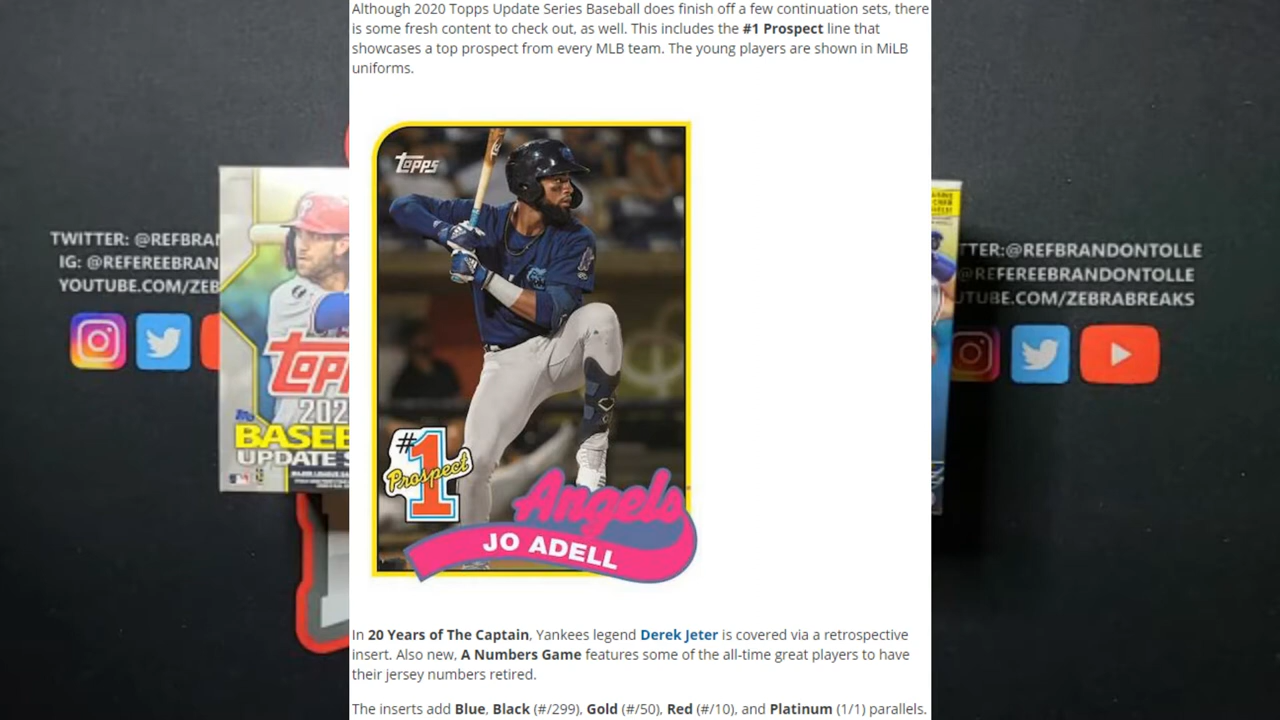 Although 2020 Topps Update Series Baseball does finish off a few continuation sets, there
is some fresh content to check out, as well. This includes the #1 Prospect line that
showcases a top prospect from every MLB team. The young players are shown in MiLB
uniforms.
topps
#1
Prospect
Angels
JO ADELL
In 20 Years of The Captain, Yankees legend Derek Jeter is covered via a retrospective
insert. Also new, A Numbers Game features some of the all-time great players to have
their jersey numbers retired.
The inserts add Blue, Black (#/299), Gold (#/50), Red (#/10), and Platinum (1/1) parallels.
TWITTER: @REFBRAN
IG: @REFEREEBRAN
YOUTUBE.COM/ZEB
TOPP
202
BASEB
UPDATE S
TTER:@REFBRANDONTOLLE
@REFEREEBRANDONTOLLE
UTUBE.COM/ZEBRABREAKS